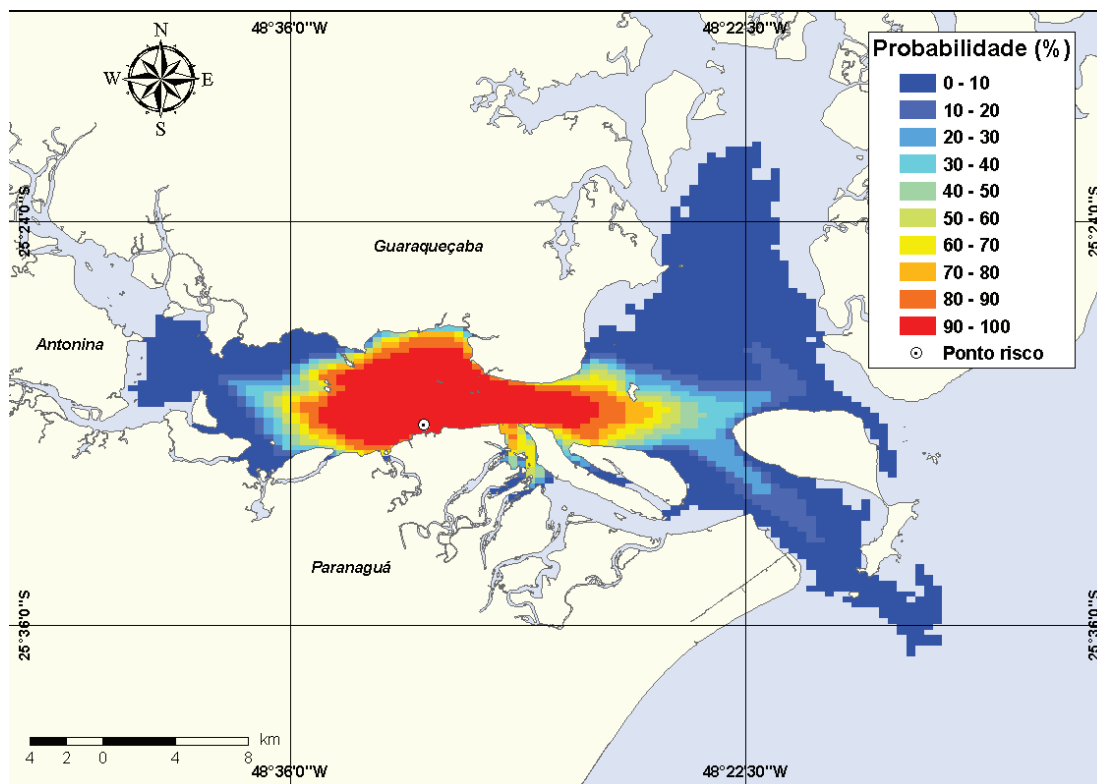 48°36'0"W
48°22'30"W
N
W
E
S
Probabilidade (%)
0 - 10
10 - 20
20 - 30
30 - 40
40 - 50
50 - 60
60 - 70
70 - 80
80 - 90
90 - 100
Ponto risco
25°24'0"S
25°24'0"S
Guaraqueçaba
Antonina
Paranaguá
25°36'0"S
25°36'0"S
km
4 2 0 4 8
48°36'0"W
48°22'30"W